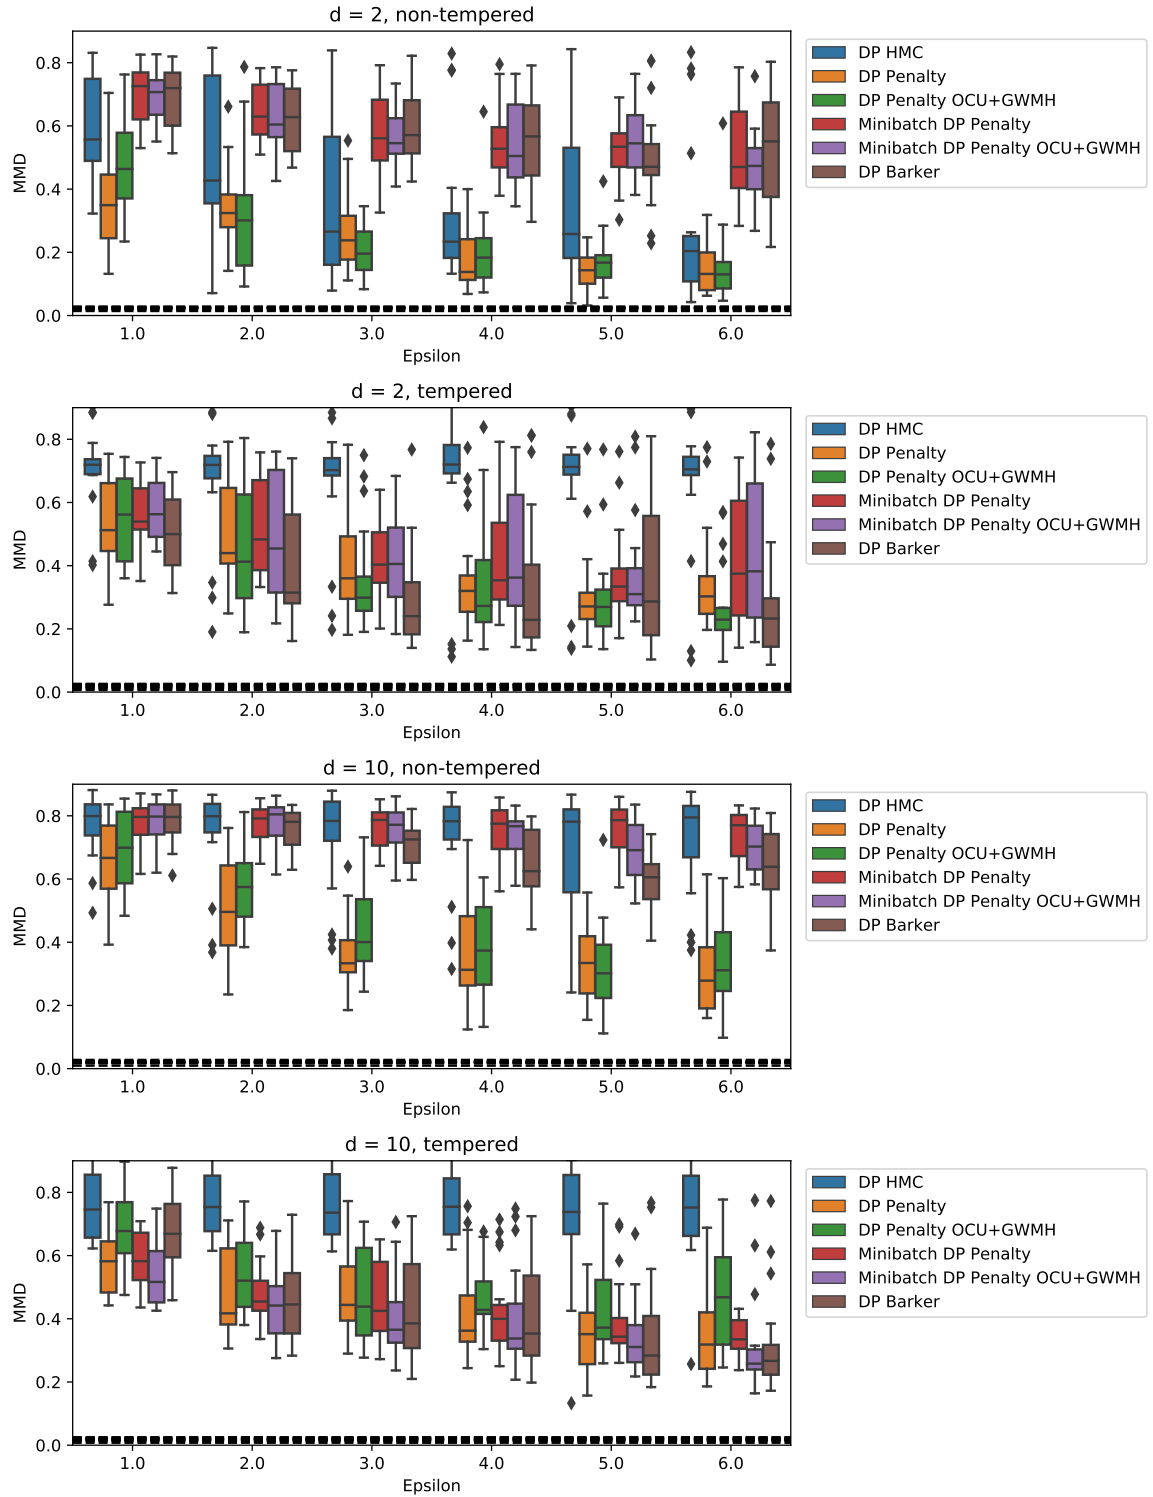 d = 2, non-tempered
MMD
0.8
0.6
0.4
0.2
0.0
1.0 2.0 3.0 4.0 5.0 6.0
Epsilon
DP HMC
DP Penalty
DP Penalty OCU+GWMH
Minibatch DP Penalty
Minibatch DP Penalty OCU+GWMH
DP Barker
d = 2, tempered
MMD
0.8
0.6
0.4
0.2
0.0
1.0 2.0 3.0 4.0 5.0 6.0
Epsilon
DP HMC
DP Penalty
DP Penalty OCU+GWMH
Minibatch DP Penalty
Minibatch DP Penalty OCU+GWMH
DP Barker
d = 10, non-tempered
MMD
0.8
0.6
0.4
0.2
0.0
1.0 2.0 3.0 4.0 5.0 6.0
Epsilon
DP HMC
DP Penalty
DP Penalty OCU+GWMH
Minibatch DP Penalty
Minibatch DP Penalty OCU+GWMH
DP Barker
d = 10, tempered
MMD
0.8
0.6
0.4
0.2
0.0
1.0 2.0 3.0 4.0 5.0 6.0
Epsilon
DP HMC
DP Penalty
DP Penalty OCU+GWMH
Minibatch DP Penalty
Minibatch DP Penalty OCU+GWMH
DP Barker